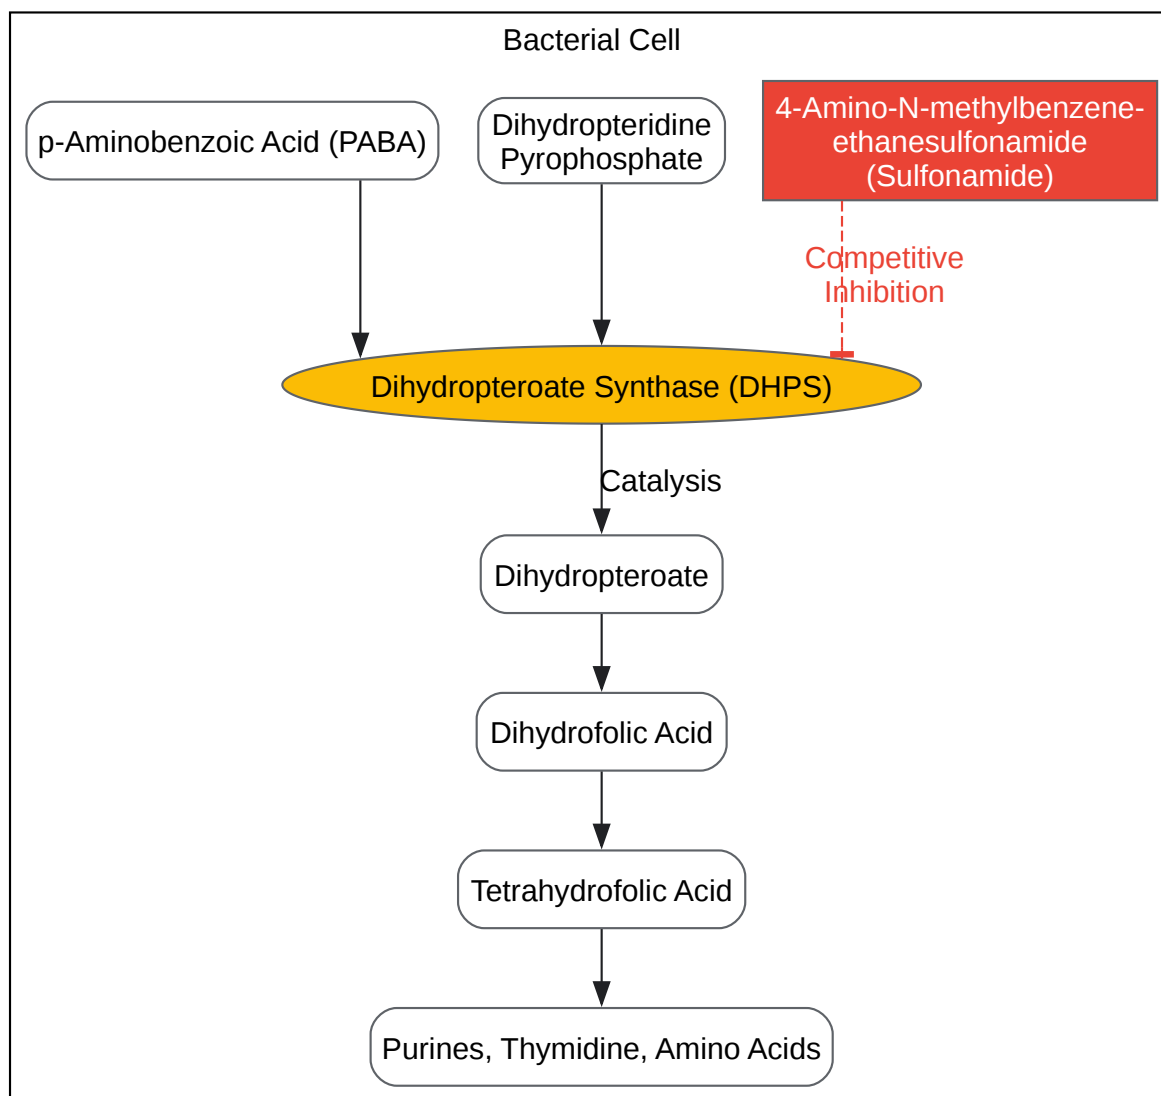 Bacterial Cell
p-Aminobenzoic Acid (PABA)
Dihydropteridine
Pyrophosphate
4-Amino-N-methylbenzene-
ethanesulfonamide
(Sulfonamide)
Competitive
Inhibition
Dihydropteroate Synthase (DHPS)
Catalysis
Dihydropteroate
Dihydrofolic Acid
Tetrahydrofolic Acid
Purines, Thymidine, Amino Acids